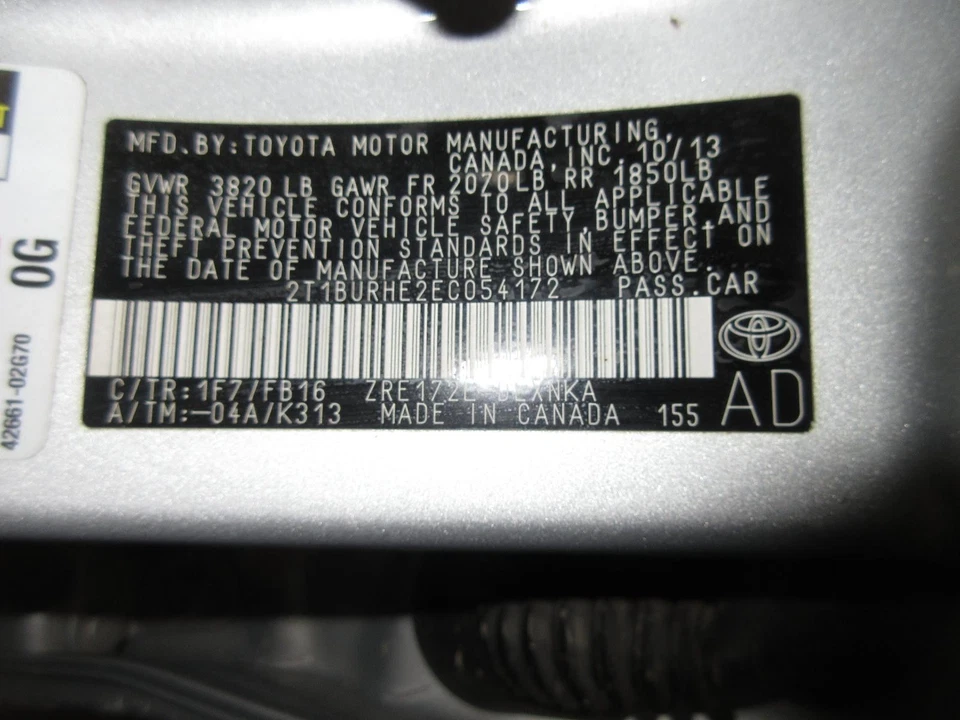 MFD.BY:TOYOTA MOTOR MANUFACTURING,
CANADA,INC. 10/13
GVWR 3820 LB GAWR FR 2070LB RR 1850LB
THIS VEHICLE CONFORMS TO ALL APPLICABLE
FEDERAL MOTOR VEHICLE SAFETY,BUMPER,AND
THEFT PREVENTION STANDARDS IN EFFECT ON
THE DATE OF MANUFACTURE SHOWN ABOVE.
2T1BURHE2EC054172 PASS.CAR
C/TR:1F7/FB16
A/TM:-04A/K313 MADE IN CANADA 155 AD
0G
42661-02G70